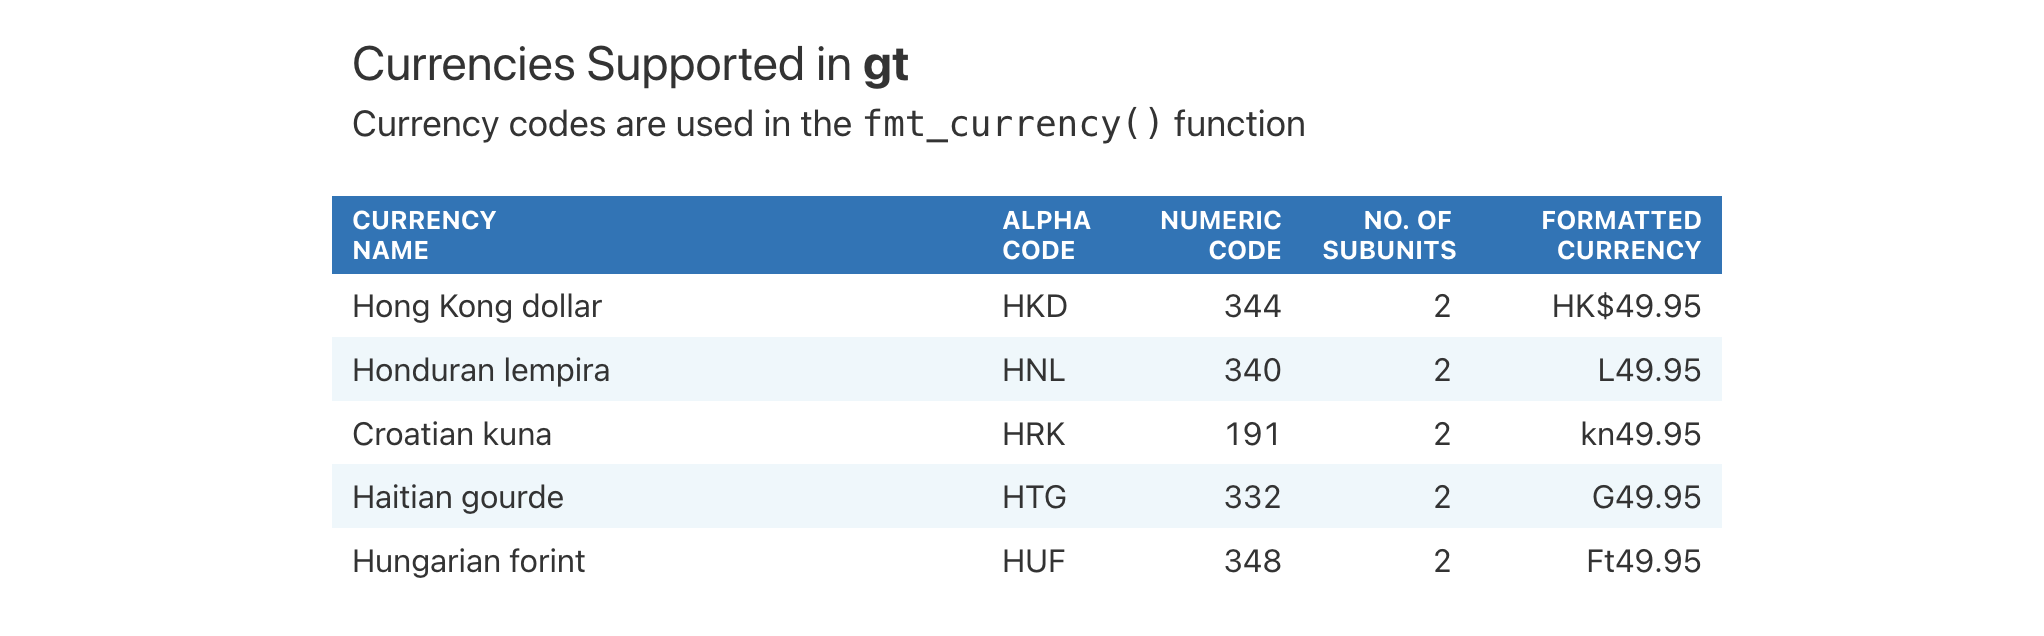 Currencies Supported in gt
Currency codes are used in the fmt_currency() function
CURRENCY NAME ALPHA CODE NUMERIC CODE NO. OF SUBUNITS FORMATTED CURRENCY
Hong Kong dollar HKD 344 2 HK$49.95
Honduran lempira HNL 340 2 L49.95
Croatian kuna HRK 191 2 kn49.95
Haitian gourde HTG 332 2 G49.95
Hungarian forint HUF 348 2 Ft49.95